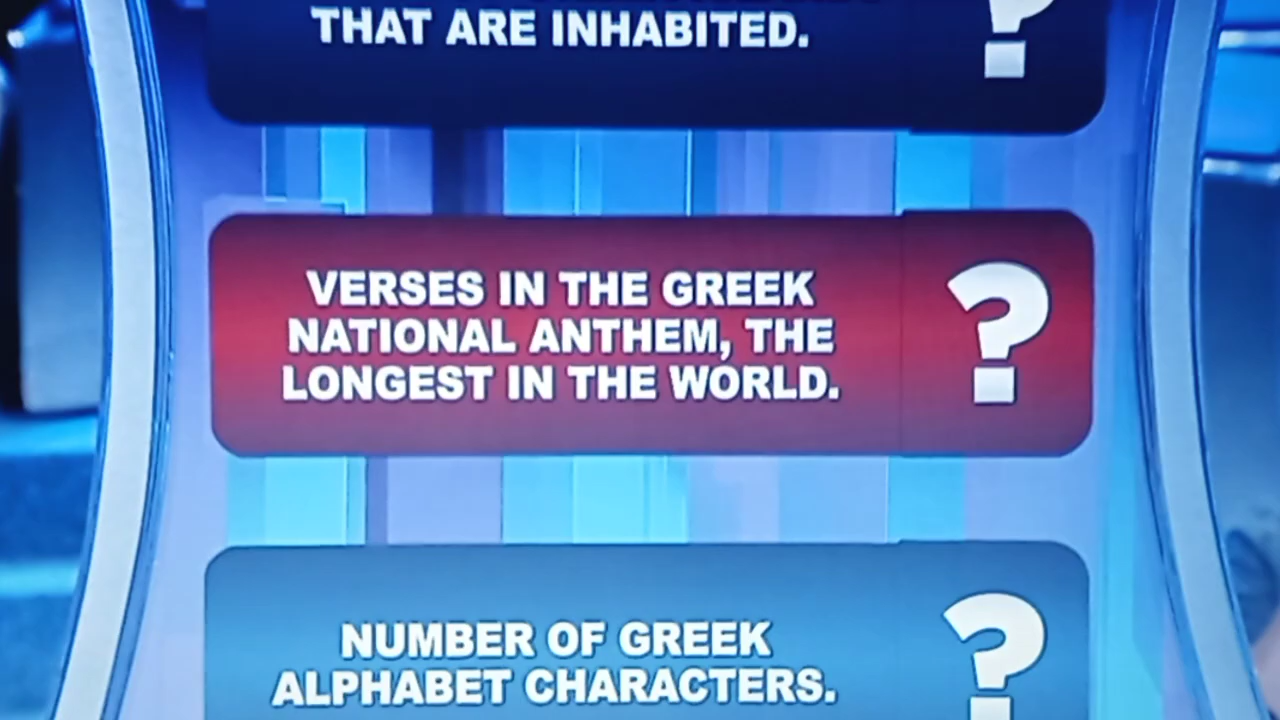 THAT ARE INHABITED.
?
VERSES IN THE GREEK
NATIONAL ANTHEM, THE
LONGEST IN THE WORLD.
?
NUMBER OF GREEK
ALPHABET CHARACTERS.
?